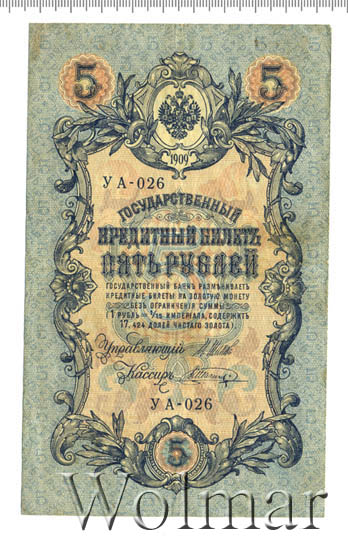 5 5
1909
УА-026
ГОСУДАРСТВЕННЫЙ
КРЕДИТНЫЙ БИЛЕТЪ
ПЯТЬ РУБЛЕЙ
ГОСУДАРСТВЕННЫЙ БАНКЪ РАЗМѢНИВАЕТЪ
КРЕДИТНЫЕ БИЛЕТЫ НА ЗОЛОТУЮ МОНЕТУ
БЕЗЪ ОГРАНИЧЕНІЯ СУММЫ
(1 РУБЛЬ = 1/15 ИМПЕРІАЛА, СОДЕРЖИТЪ
17,424 ДОЛЕЙ ЧИСТАГО ЗОЛОТА).
Управляющій
Кассиръ
УА-026
5
Wolmar